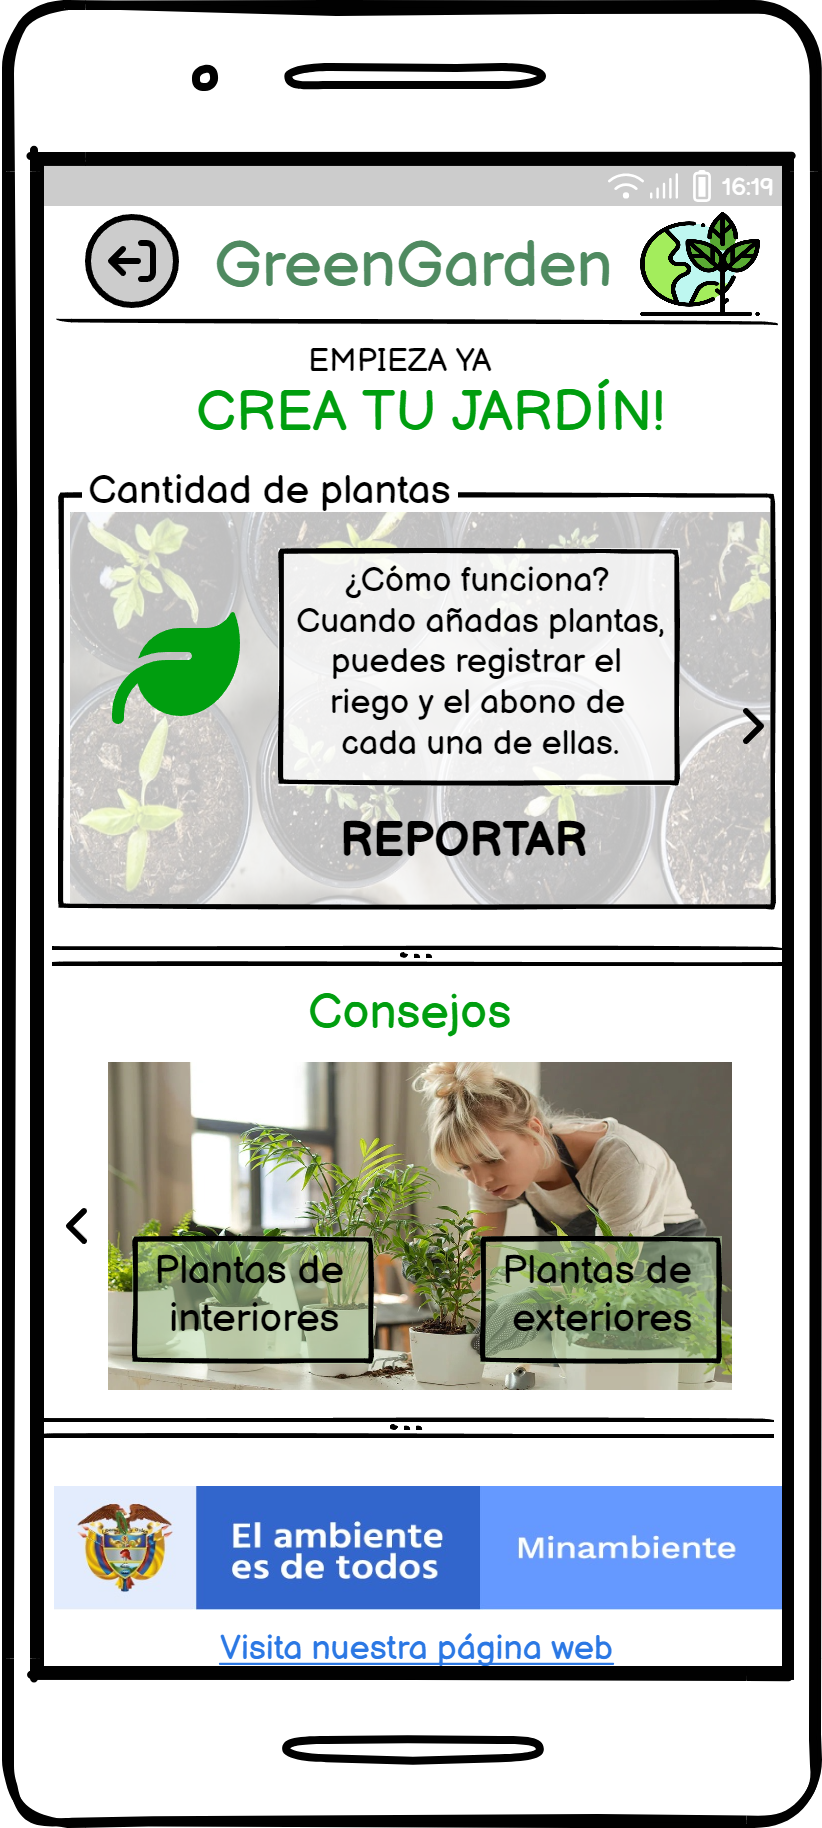 16:19
GreenGarden
EMPIEZA YA
CREA TU JARDÍN!
Cantidad de plantas
¿Cómo funciona?
Cuando añadas plantas,
puedes registrar el
riego y el abono de
cada una de ellas.
REPORTAR
Consejos
Plantas de
interiores
Plantas de
exteriores
El ambiente
es de todos
Minambiente
Visita nuestra página web